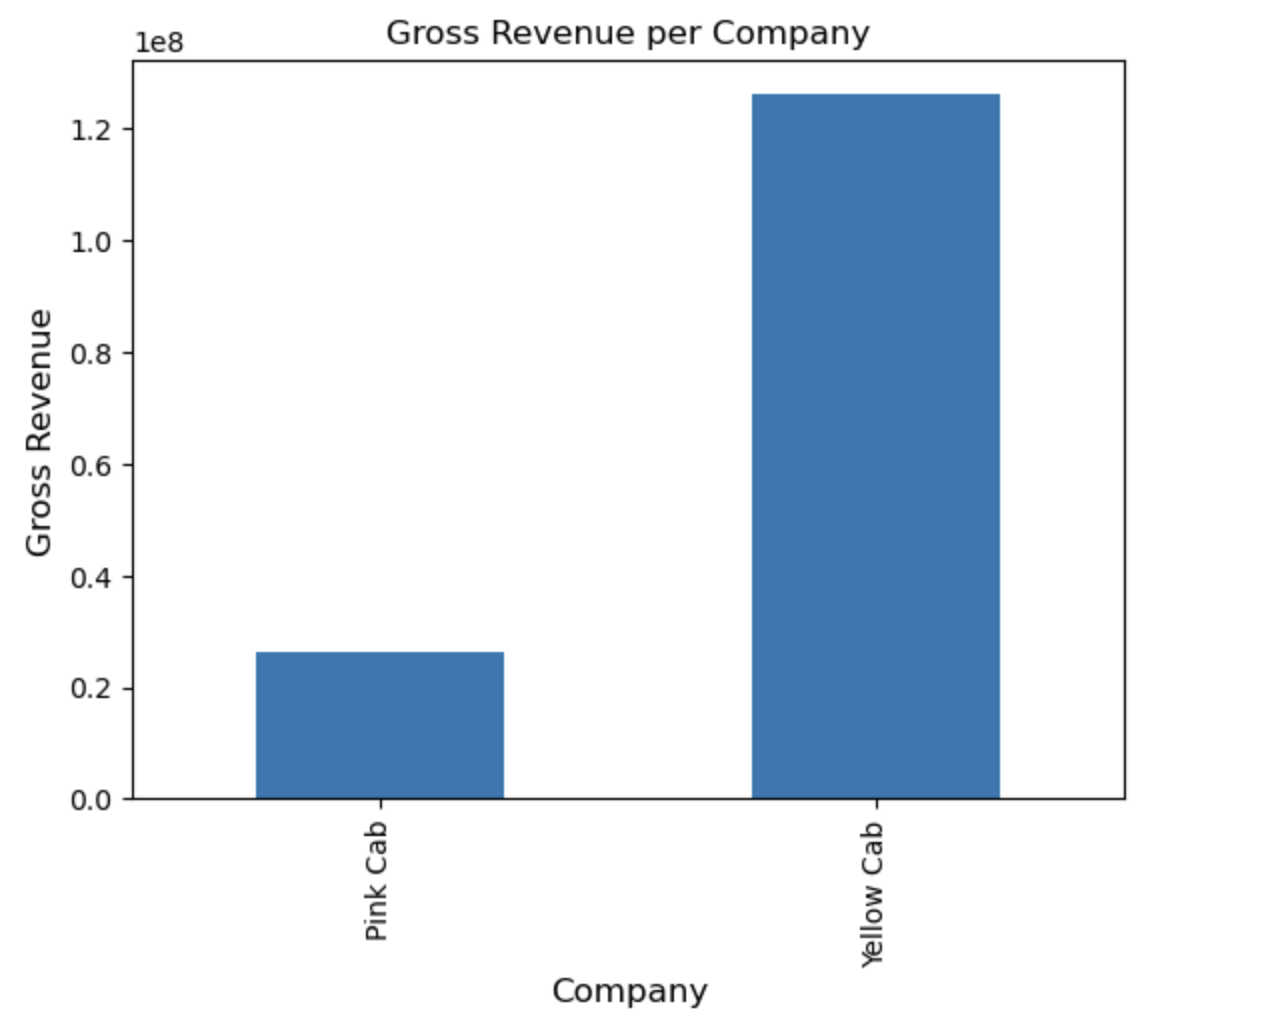 Gross Revenue per Company
1e8
1.2
1.0
0.8
0.6
0.4
0.2
0.0
Gross Revenue
Pink Cab
Yellow Cab
Company